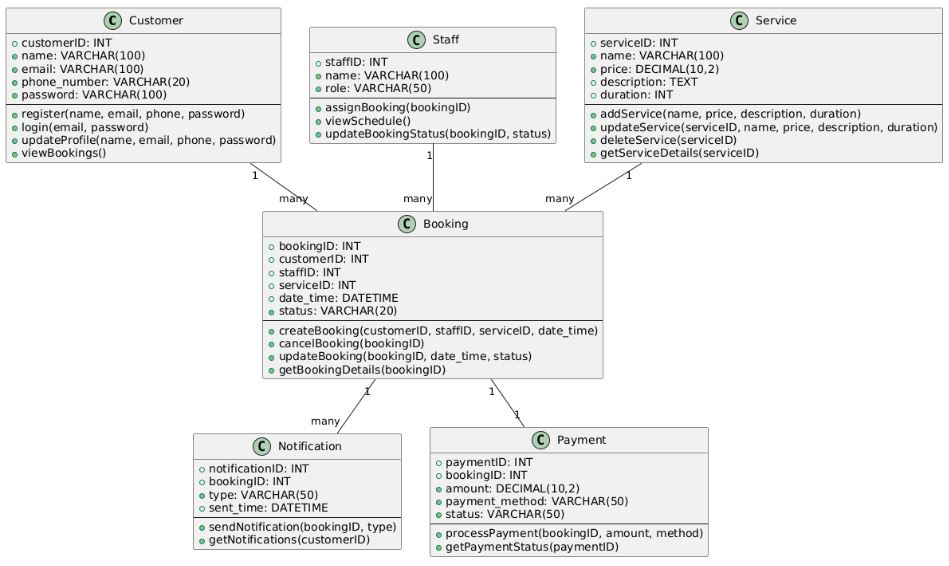 C Customer
customerID: INT
name: VARCHAR(100)
email: VARCHAR(100)
phone_number: VARCHAR(20)
password: VARCHAR(100)
register(name, email, phone, password)
login(email, password)
updateProfile(name, email, phone, password)
viewBookings()
C Staff
staffID: INT
name: VARCHAR(100)
role: VARCHAR(50)
assignBooking(bookingID)
viewSchedule()
updateBookingStatus(bookingID, status)
C Service
serviceID: INT
name: VARCHAR(100)
price: DECIMAL(10,2)
description: TEXT
duration: INT
addService(name, price, description, duration)
updateService(serviceID, name, price, description, duration)
deleteService(serviceID)
getServiceDetails(serviceID)
1
1
1
many
many
many
C Booking
bookingID: INT
customerID: INT
staffID: INT
serviceID: INT
date_time: DATETIME
status: VARCHAR(20)
createBooking(customerID, staffID, serviceID, date_time)
cancelBooking(bookingID)
updateBooking(bookingID, date_time, status)
getBookingDetails(bookingID)
1
1
many
1
C Notification
notificationID: INT
bookingID: INT
type: VARCHAR(50)
sent_time: DATETIME
sendNotification(bookingID, type)
getNotifications(customerID)
C Payment
paymentID: INT
bookingID: INT
amount: DECIMAL(10,2)
payment_method: VARCHAR(50)
status: VARCHAR(50)
processPayment(bookingID, amount, method)
getPaymentStatus(paymentID)